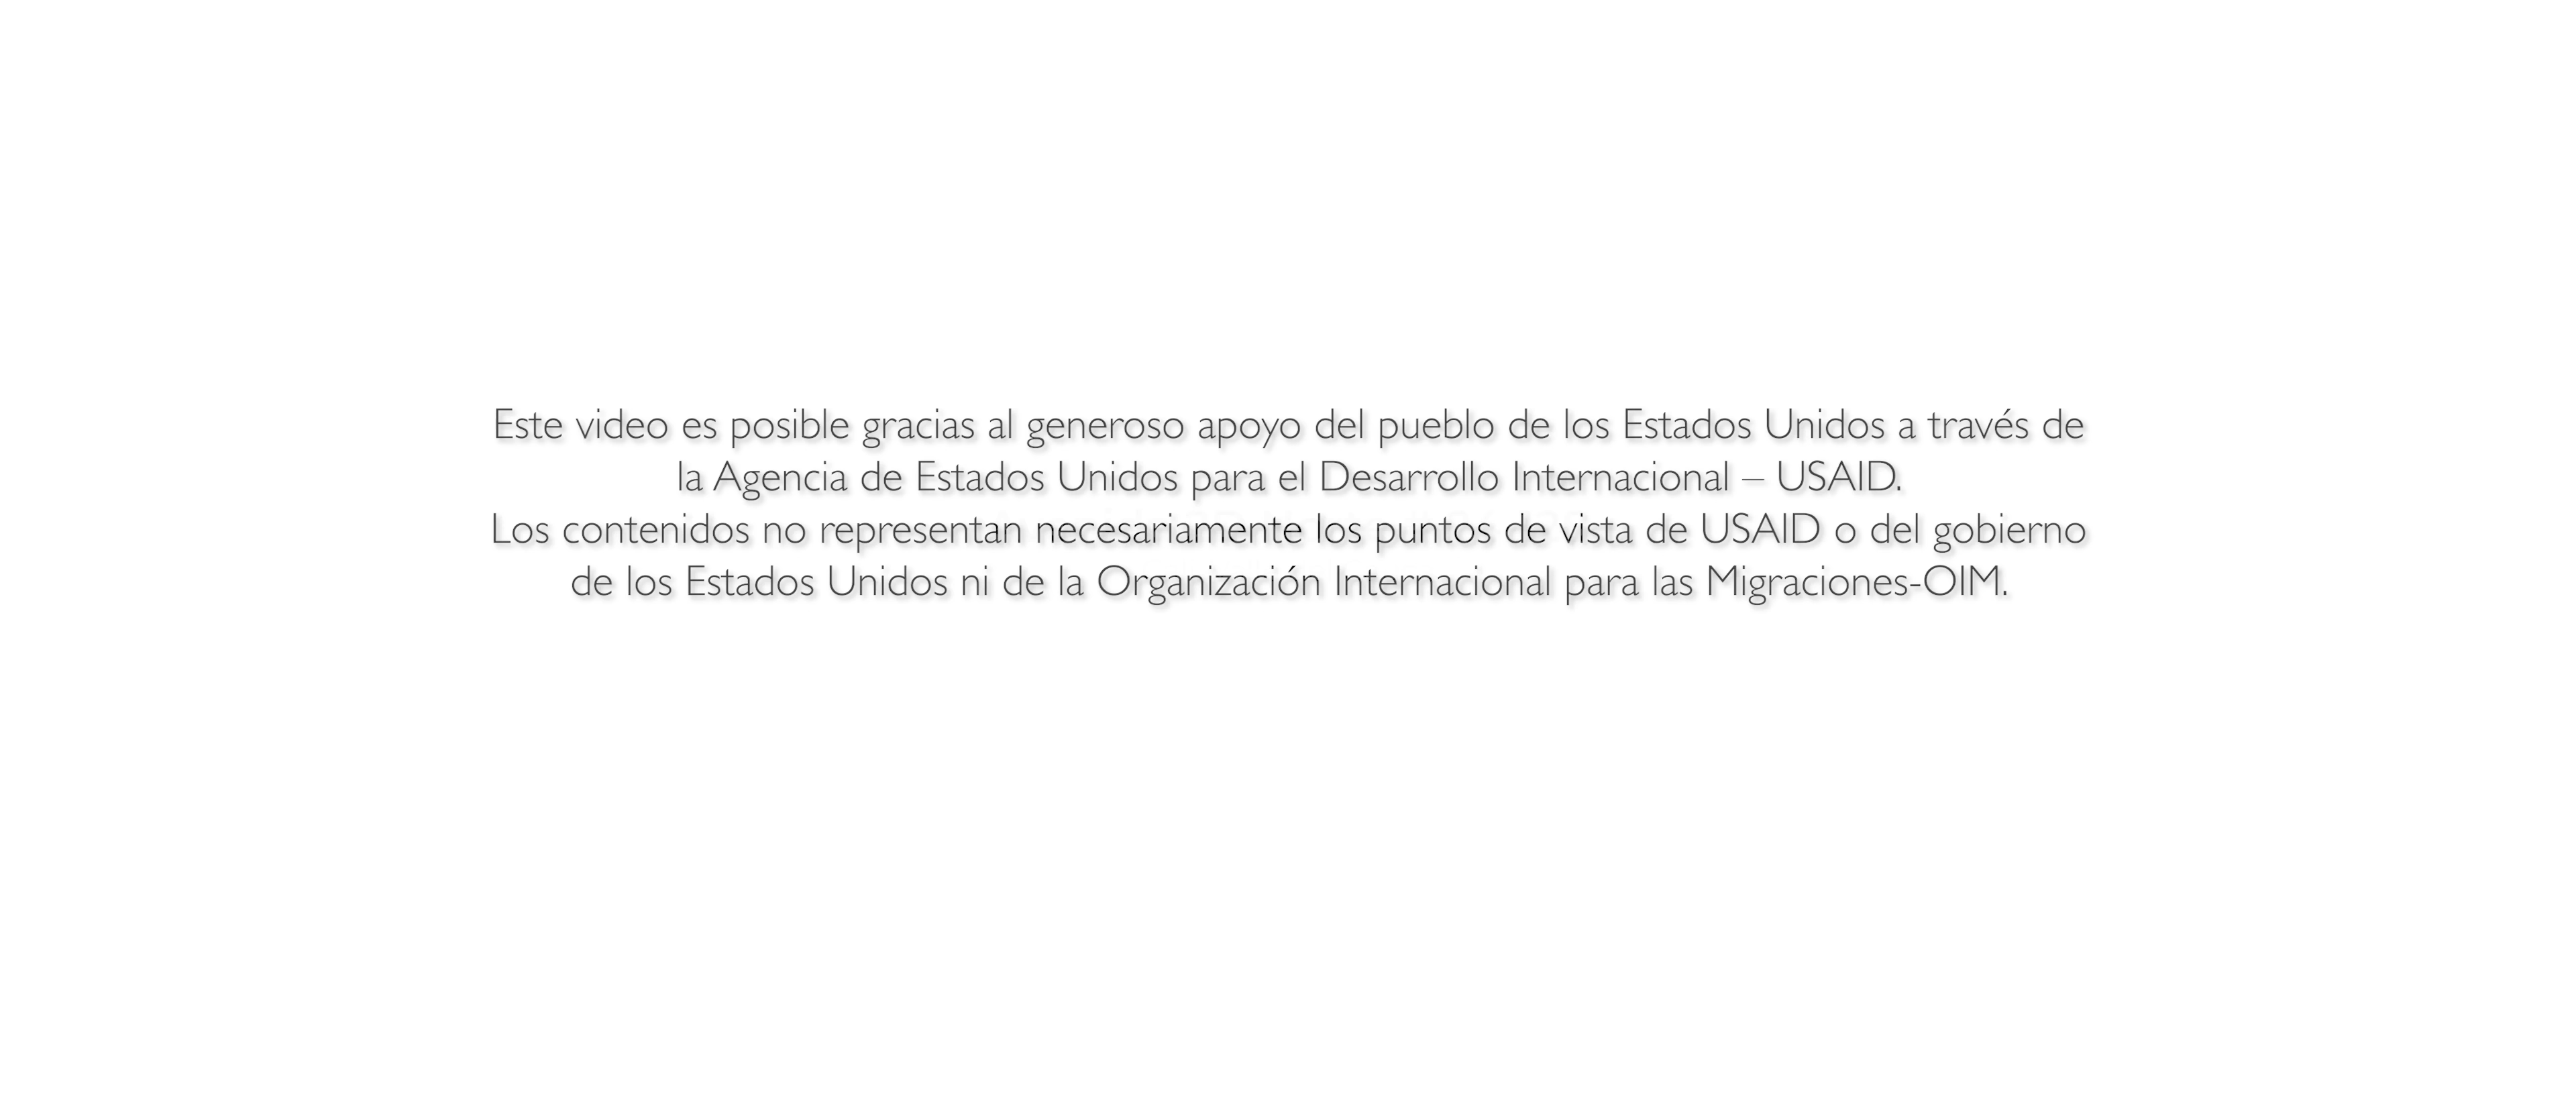 Este video es posible gracias al generoso apoyo del pueblo de los Estados Unidos a través de
la Agencia de Estados Unidos para el Desarrollo Internacional – USAID.
Los contenidos no representan necesariamente los puntos de vista de USAID o del gobierno
de los Estados Unidos ni de la Organización Internacional para las Migraciones-OIM.